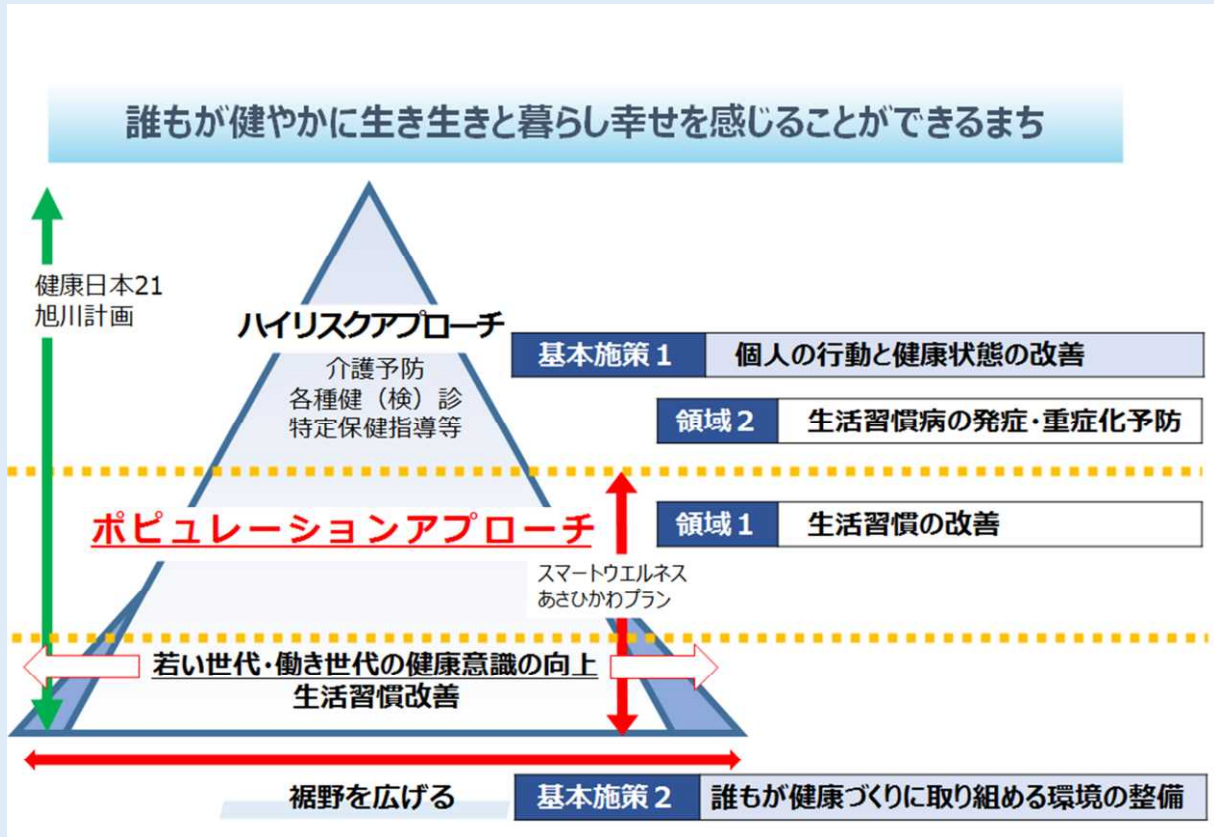 誰もが健やかに生き生きと暮らし幸せを感じることができるまち
健康日本21
旭川計画
ハイリスクアプローチ
介護予防
各種健（検）診
特定保健指導等
基本施策１
個人の行動と健康状態の改善
領域２
生活習慣病の発症・重症化予防
ポピュレーションアプローチ
領域１
生活習慣の改善
スマートウエルネス
あさひかわプラン
若い世代・働き世代の健康意識の向上
生活習慣改善
裾野を広げる
基本施策２
誰もが健康づくりに取り組める環境の整備